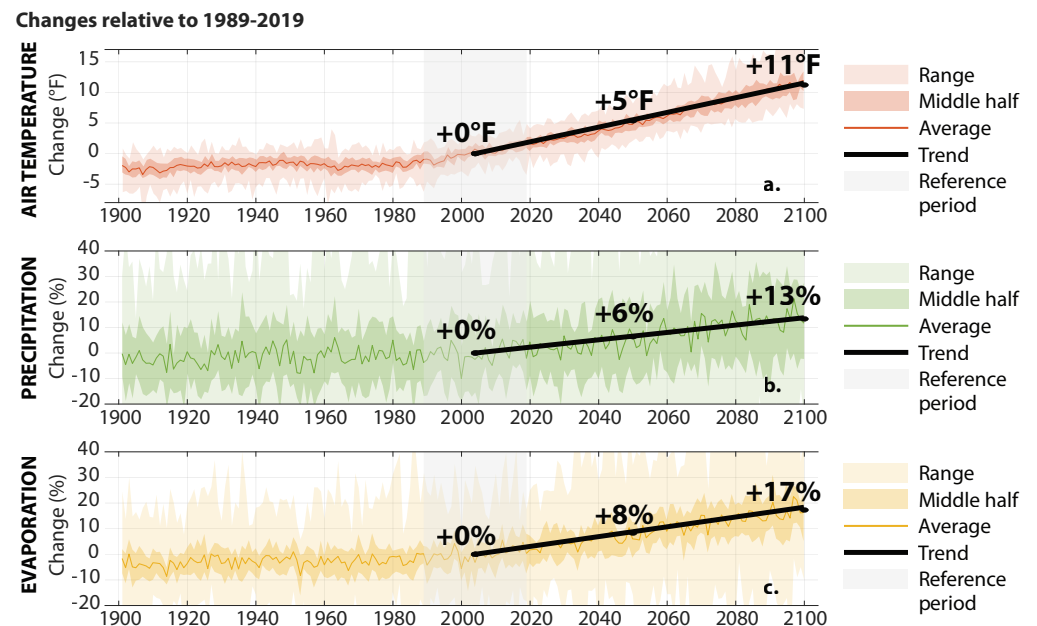 Changes relative to 1989-2019
AIR TEMPERATURE
Change (°F)
15
10
5
0
-5
+0°F
+5°F
+11°F
a.
1900 1920 1940 1960 1980 2000 2020 2040 2060 2080 2100
Range
Middle half
Average
Trend
Reference
period
PRECIPITATION
Change (%)
40
30
20
10
0
-10
-20
+0%
+6%
+13%
b.
1900 1920 1940 1960 1980 2000 2020 2040 2060 2080 2100
Range
Middle half
Average
Trend
Reference
period
EVAPORATION
Change (%)
40
30
20
10
0
-10
-20
+0%
+8%
+17%
c.
1900 1920 1940 1960 1980 2000 2020 2040 2060 2080 2100
Range
Middle half
Average
Trend
Reference
period